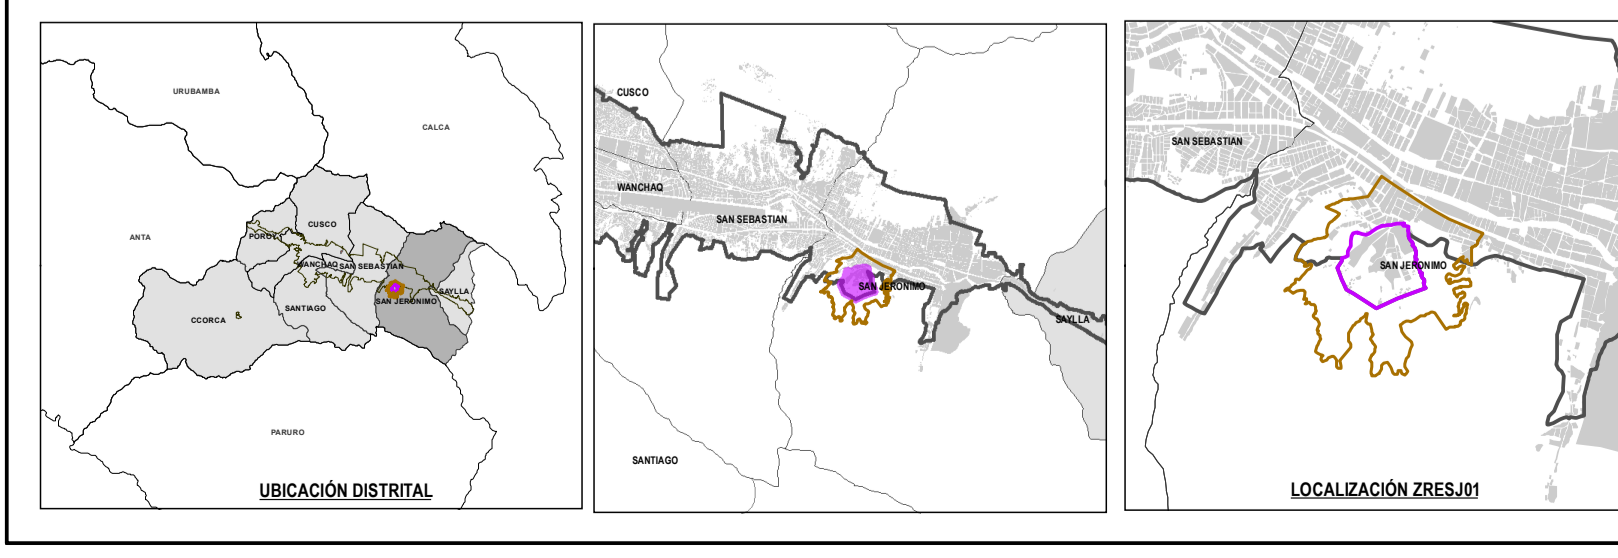 URUBAMBA
CALCA
ANTA
CUSCO
POROY
WANCHAQ
SAN SEBASTIAN
SAN JERONIMO
SAYLLA
SANTIAGO
CCORCA
PARURO
UBICACIÓN DISTRITAL
CUSCO
WANCHAQ
SAN SEBASTIAN
SAN JERONIMO
SAYLLA
SANTIAGO
SAN SEBASTIAN
SAN JERONIMO
LOCALIZACIÓN ZRESJ01